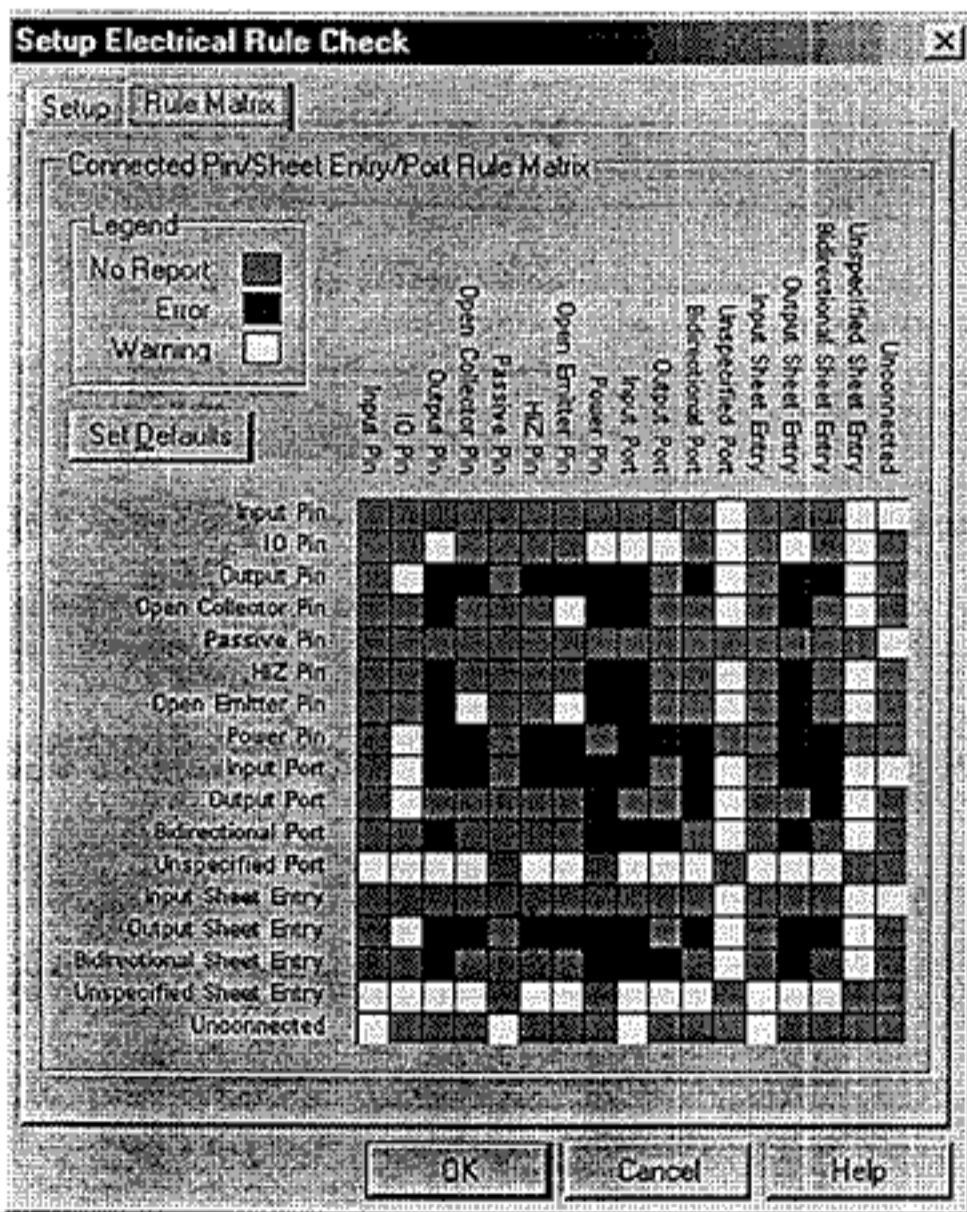 Setup Electrical Rule Check
Setup
Rule Matrix
Connected Pin/Sheet Entry/Port Rule Matrix
Legend
No Report
Error
Warning
Set Defaults
Input Pin
IO Pin
Output Pin
Open Collector Pin
Passive Pin
HiZ Pin
Open Emitter Pin
Power Pin
Input Port
Output Port
Bidirectional Port
Unspecified Port
Input Sheet Entry
Output Sheet Entry
Bidirectional Sheet Entry
Unspecified Sheet Entry
Unconnected
Input Pin
IO Pin
Output Pin
Open Collector Pin
Passive Pin
HiZ Pin
Open Emitter Pin
Power Pin
Input Port
Output Port
Bidirectional Port
Unspecified Port
Input Sheet Entry
Output Sheet Entry
Bidirectional Sheet Entry
Unspecified Sheet Entry
Unconnected
OK
Cancel
Help